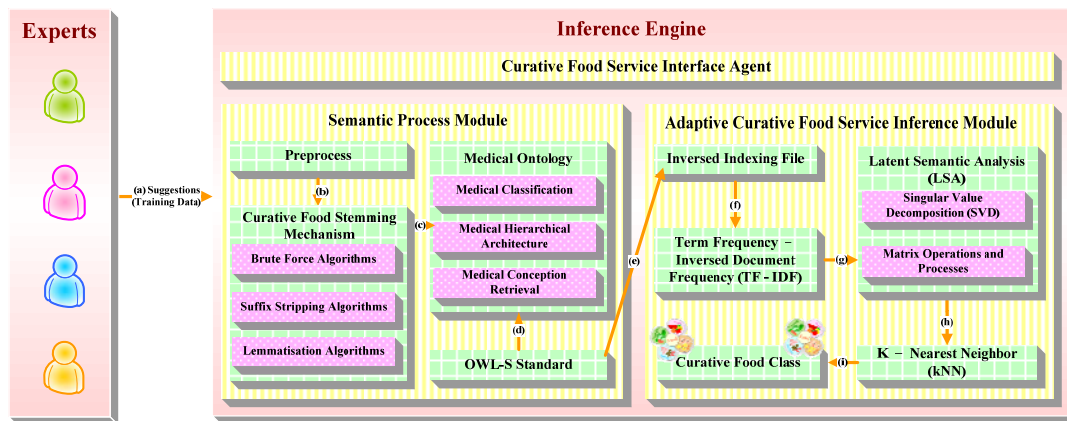 Experts
(a) Suggestions
(Training Data)
Inference Engine
Curative Food Service Interface Agent
Semantic Process Module
Preprocess
(b)
Curative Food Stemming
Mechanism
Brute Force Algorithms
Suffix Stripping Algorithms
Lemmatisation Algorithms
(c)
Medical Ontology
Medical Classification
Medical Hierarchical
Architecture
Medical Conception
Retrieval
(d)
OWL-S Standard
(e)
Adaptive Curative Food Service Inference Module
Inversed Indexing File
(f)
Term Frequency –
Inversed Document
Frequency (TF - IDF)
(g)
Latent Semantic Analysis
(LSA)
Singular Value
Decomposition (SVD)
Matrix Operations and
Processes
(h)
K – Nearest Neighbor
(kNN)
(i)
Curative Food Class